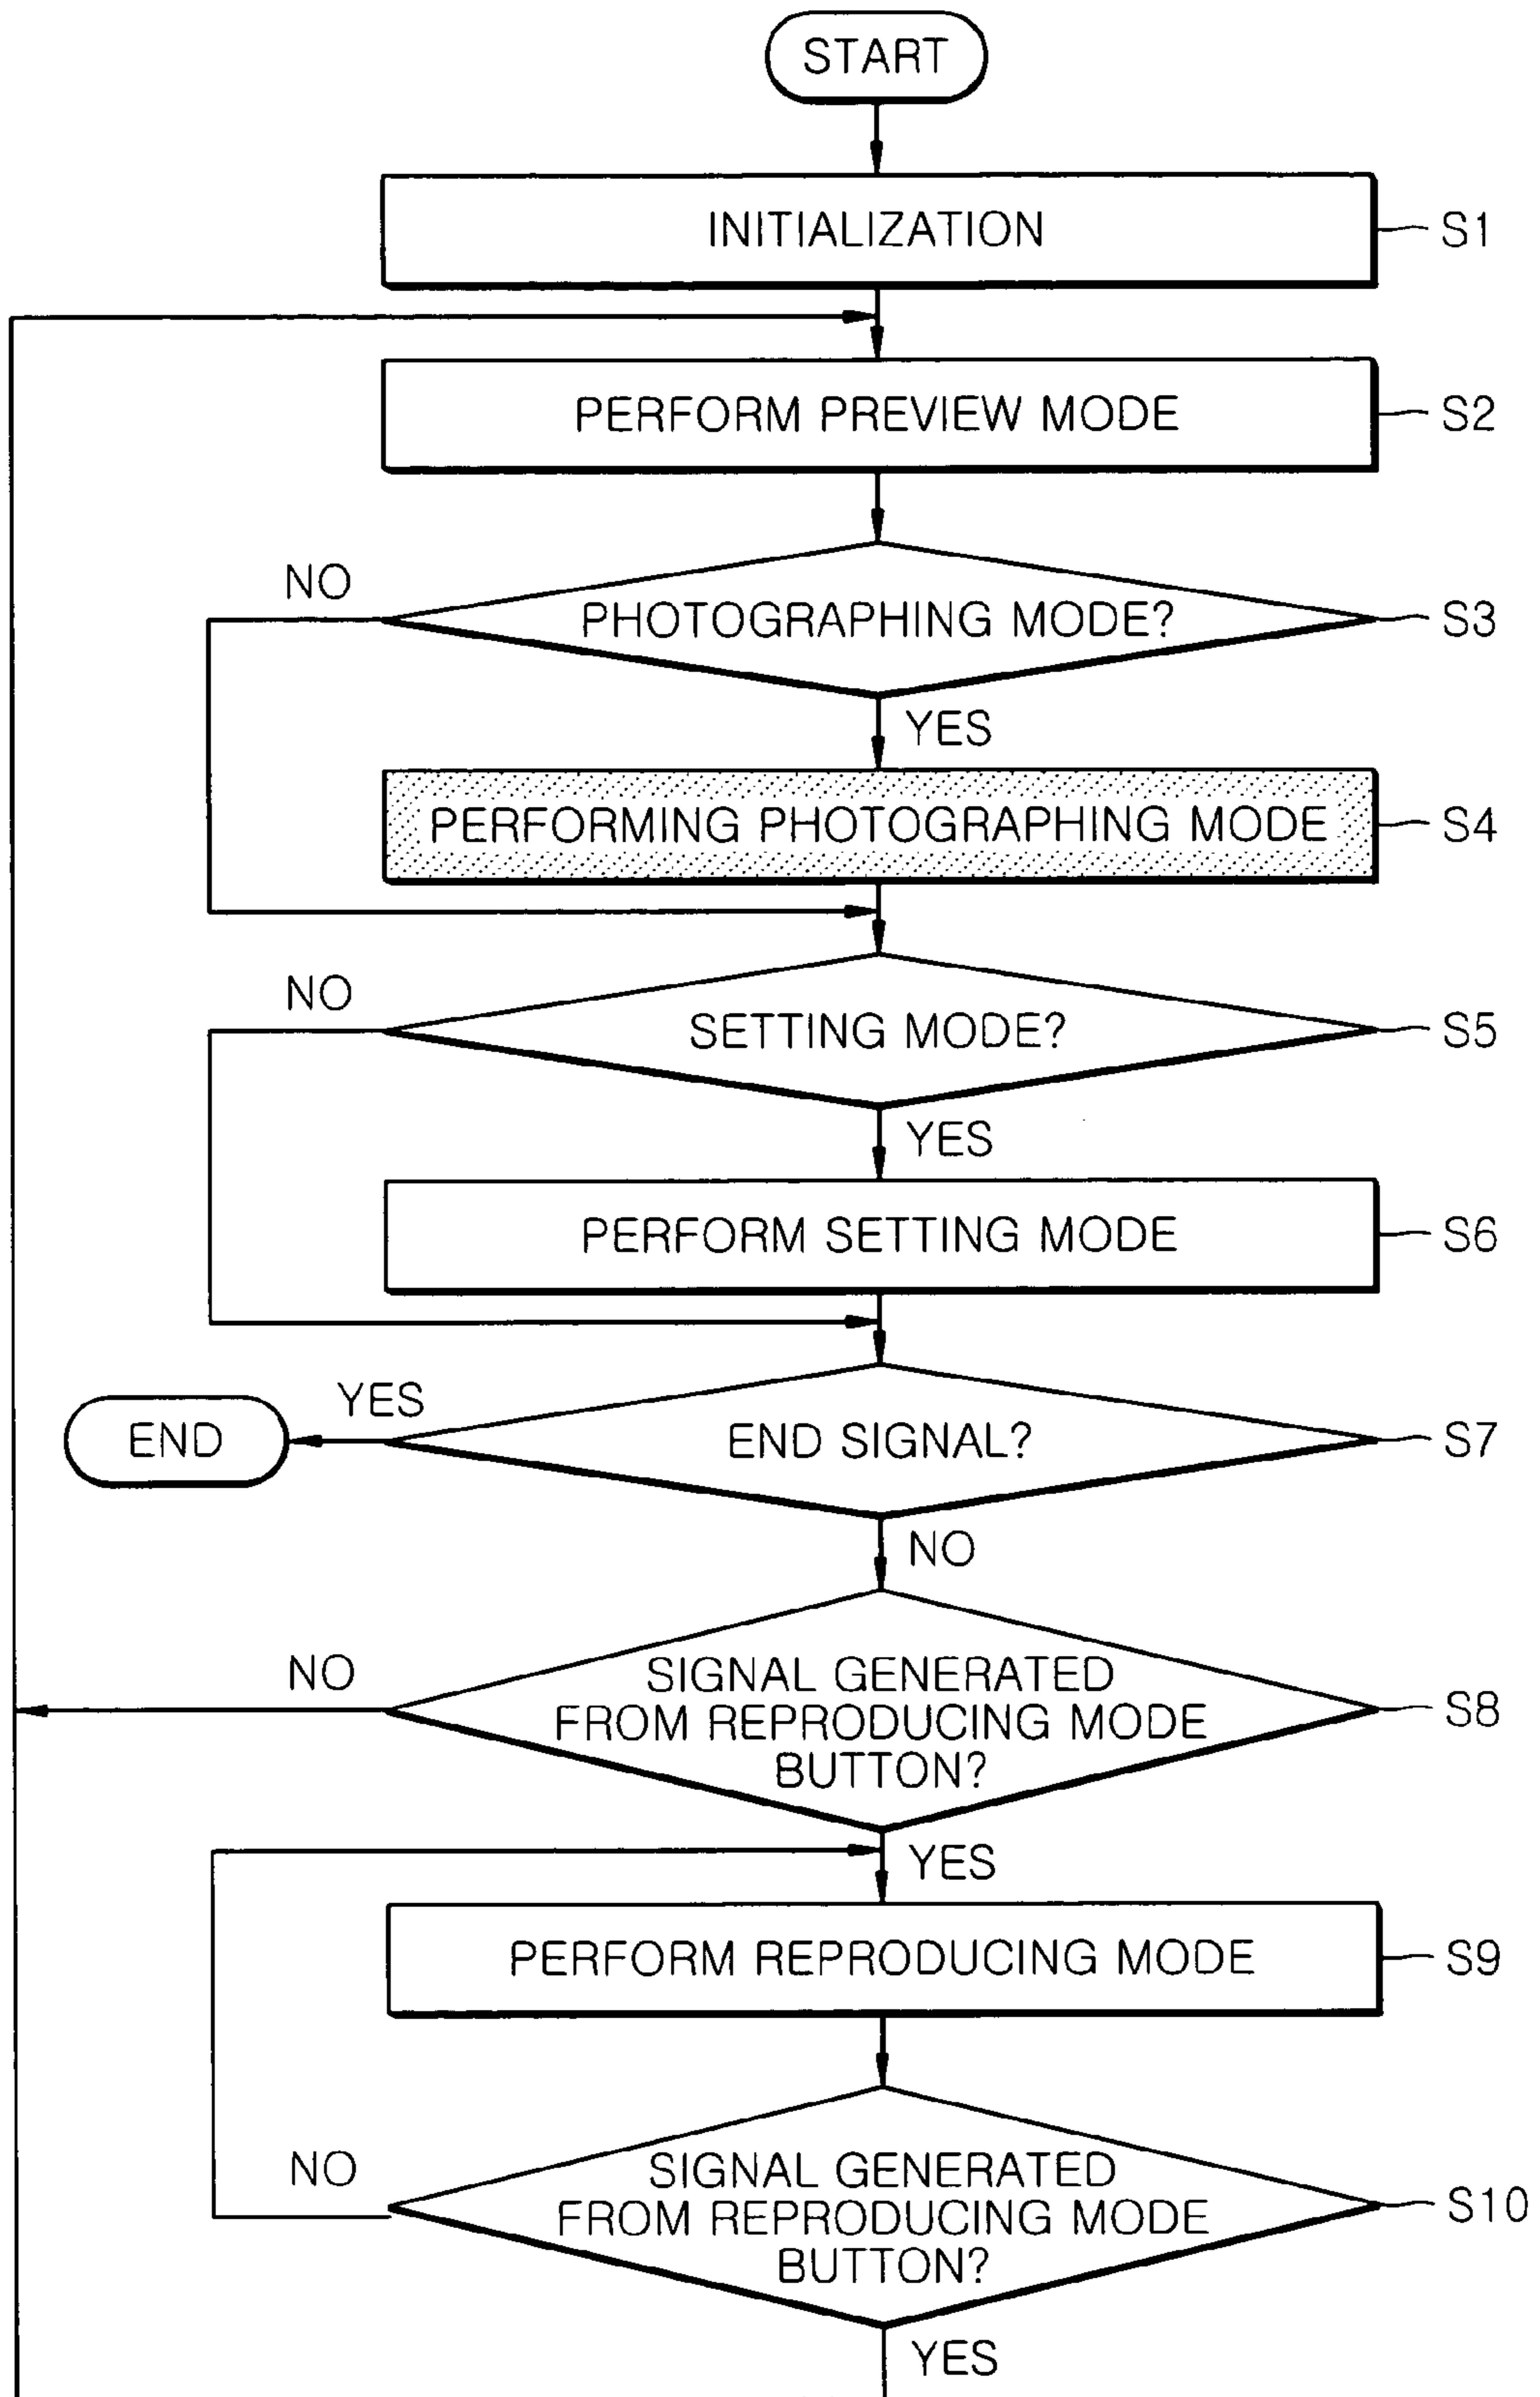 START
INITIALIZATION
S1
PERFORM PREVIEW MODE
S2
NO
PHOTOGRAPHING MODE?
S3
YES
PERFORMING PHOTOGRAPHING MODE
S4
NO
SETTING MODE?
S5
YES
PERFORM SETTING MODE
S6
YES
END
END SIGNAL?
S7
NO
NO
SIGNAL GENERATED
FROM REPRODUCING MODE
BUTTON?
S8
YES
PERFORM REPRODUCING MODE
S9
NO
SIGNAL GENERATED
FROM REPRODUCING MODE
BUTTON?
S10
YES